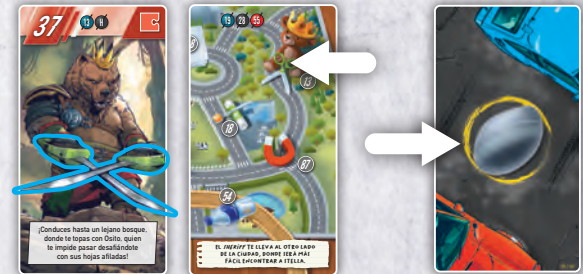 37 13 H
¡Conduces hasta un lejano bosque,
donde te topas con Osito, quien
te impide pasar desafiándote
con sus hojas afiladas!
19 28 55
13
18
87
54
EL SHERIFF TE LLEVA AL OTRO LADO
DE LA CIUDAD, DONDE SERÁ MÁS
FÁCIL ENCONTRAR A STELLA.